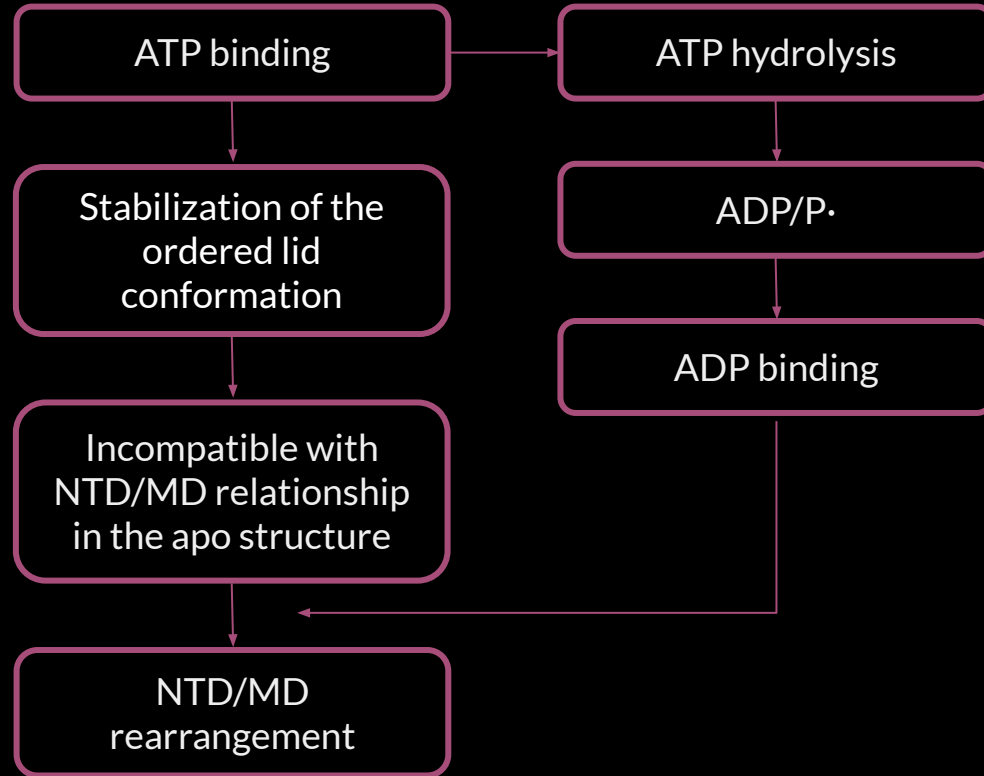 ATP binding
ATP hydrolysis
Stabilization of the
ordered lid
conformation
ADP/P·
ADP binding
Incompatible with
NTD/MD relationship
in the apo structure
NTD/MD
rearrangement